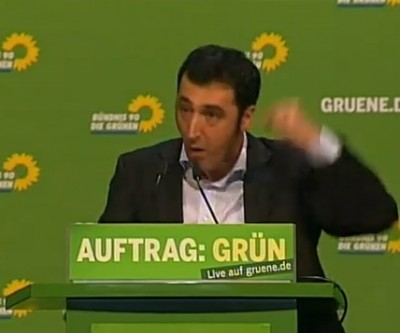 BÜNDNIS 90
DIE GRÜNEN
GRUENE.DE
AUFTRAG: GRÜN
Live auf gruene.de